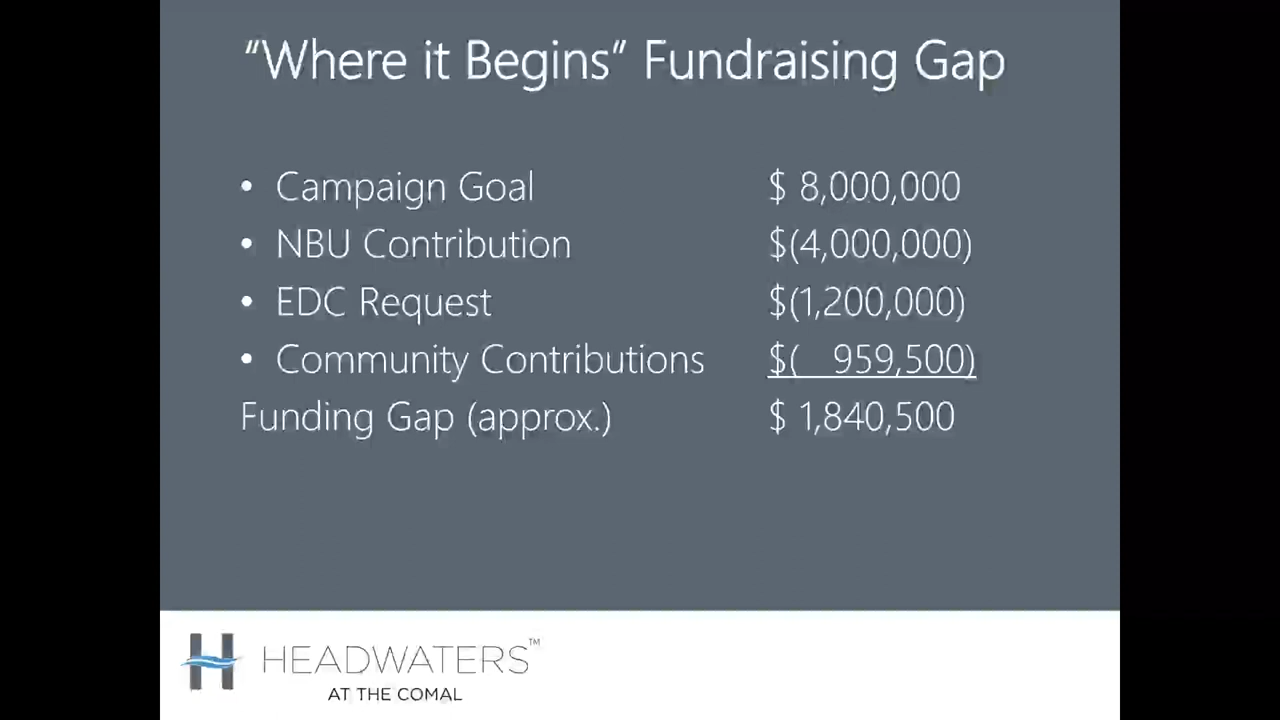 “Where it Begins” Fundraising Gap
• Campaign Goal $ 8,000,000
• NBU Contribution $(4,000,000)
• EDC Request $(1,200,000)
• Community Contributions $( 959,500)
Funding Gap (approx.) $ 1,840,500
HEADWATERS™
AT THE COMAL